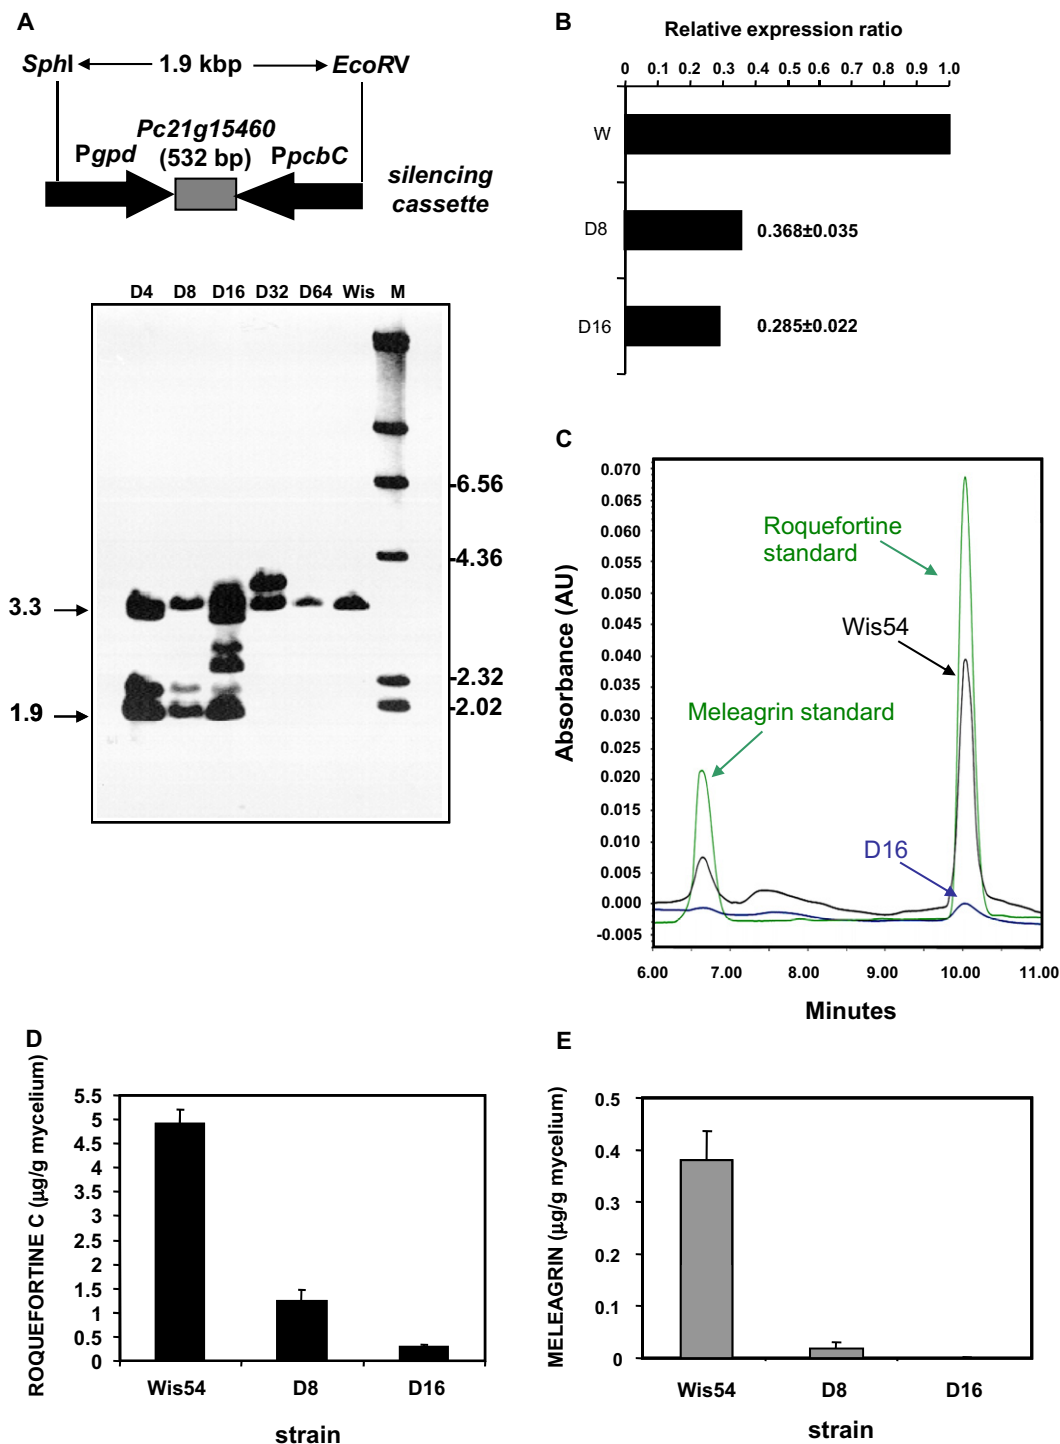 A
SphI 1.9 kbp EcoRV
Pc21g15460
Pgpd (532 bp) PpcbC
silencing
cassette
D4 D8 D16 D32 D64 Wis M
6.56
4.36
3.3
2.32
2.02
1.9
B
Relative expression ratio
0 0.1 0.2 0.3 0.4 0.5 0.6 0.7 0.8 0.9 1.0
W
D8
0.368±0.035
D16
0.285±0.022
C
Absorbance (AU)
0.070
0.065
0.060
0.055
0.050
0.045
0.040
0.035
0.030
0.025
0.020
0.015
0.010
0.005
0.000
-0.005
Roquefortine
standard
Wis54
Meleagrin standard
D16
6.00 7.00 8.00 9.00 10.00 11.00
Minutes
D
ROQUEFORTINE C (µg/g mycelium)
5.5
5
4.5
4
3.5
3
2.5
2
1.5
1
0.5
0
Wis54 D8 D16
strain
E
MELEAGRIN (µg/g mycelium)
0.5
0.4
0.3
0.2
0.1
0
Wis54 D8 D16
strain